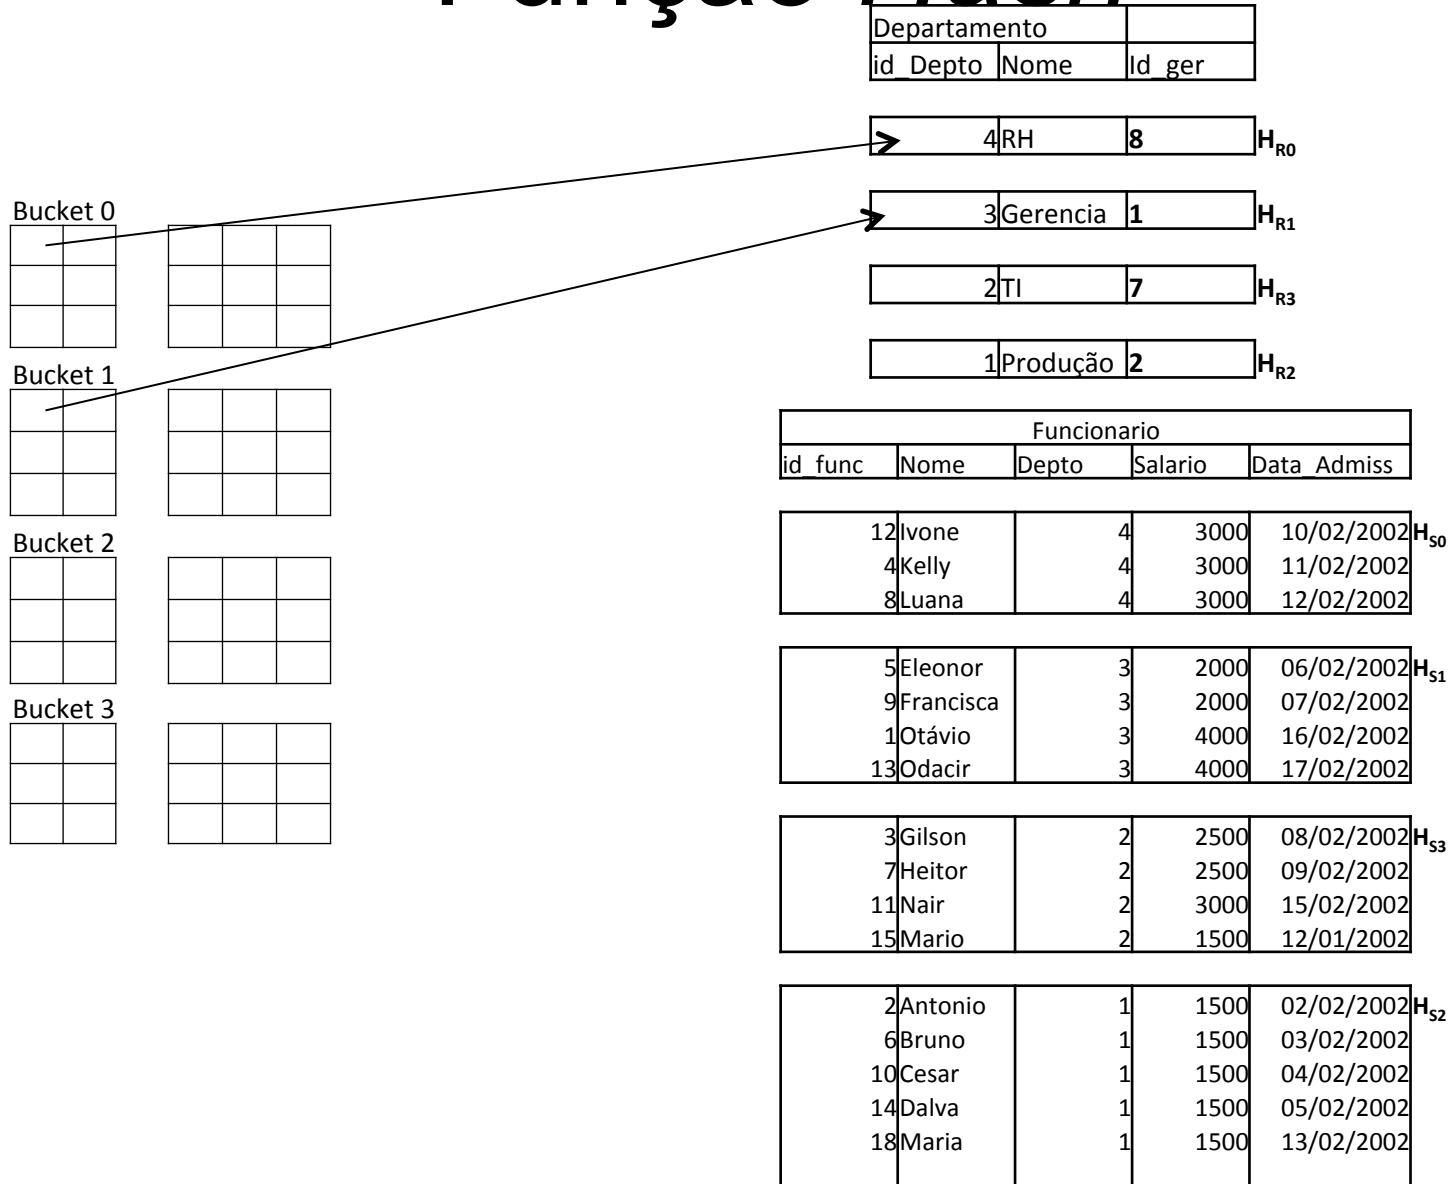 Função Hash
Departamento
id_Depto Nome Id_ger
4 RH 8 HR0
Bucket 0
3 Gerencia 1 HR1
2 TI 7 HR3
Bucket 1
1 Produção 2 HR2
Funcionario
id_func Nome Depto Salario Data_Admiss
Bucket 2
12 Ivone 4 3000 10/02/2002 HS0
4 Kelly 4 3000 11/02/2002
8 Luana 4 3000 12/02/2002
Bucket 3
5 Eleonor 3 2000 06/02/2002 HS1
9 Francisca 3 2000 07/02/2002
1 Otávio 3 4000 16/02/2002
13 Odacir 3 4000 17/02/2002
3 Gilson 2 2500 08/02/2002 HS3
7 Heitor 2 2500 09/02/2002
11 Nair 2 3000 15/02/2002
15 Mario 2 1500 12/01/2002
2 Antonio 1 1500 02/02/2002 HS2
6 Bruno 1 1500 03/02/2002
10 Cesar 1 1500 04/02/2002
14 Dalva 1 1500 05/02/2002
18 Maria 1 1500 13/02/2002